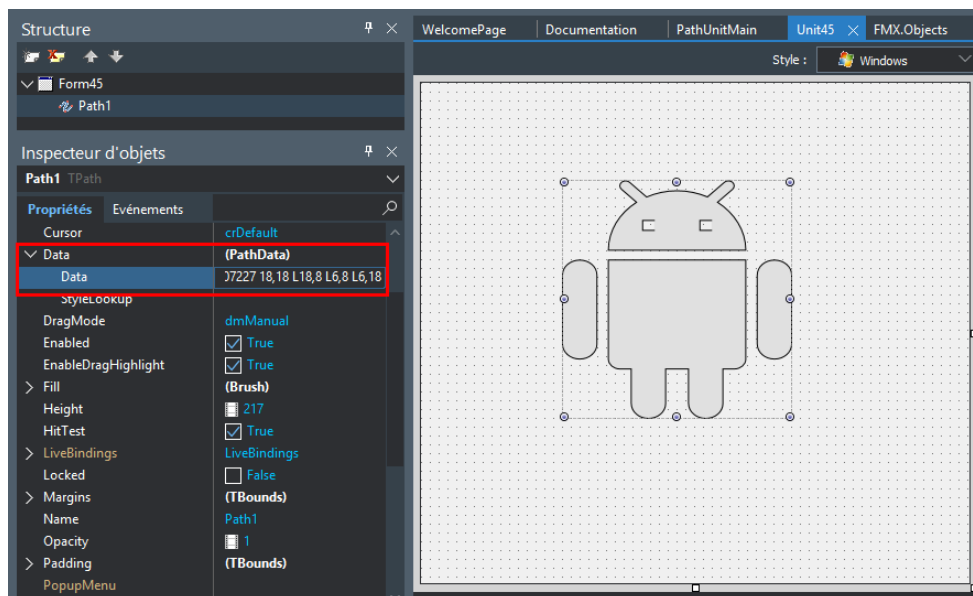 Structure
Form45
Path1
Inspecteur d'objets
Path1 TPath
Propriétés Evénements
Cursor crDefault
Data (PathData)
Data 07227 18,18 L18,8 L6,8 L6,18
StyleLookup
DragMode dmManual
Enabled True
EnableDragHighlight True
Fill (Brush)
Height 217
HitTest True
LiveBindings LiveBindings
Locked False
Margins (TBounds)
Name Path1
Opacity 1
Padding (TBounds)
PopupMenu
WelcomePage Documentation PathUnitMain Unit45 FMX.Objects
Style : Windows